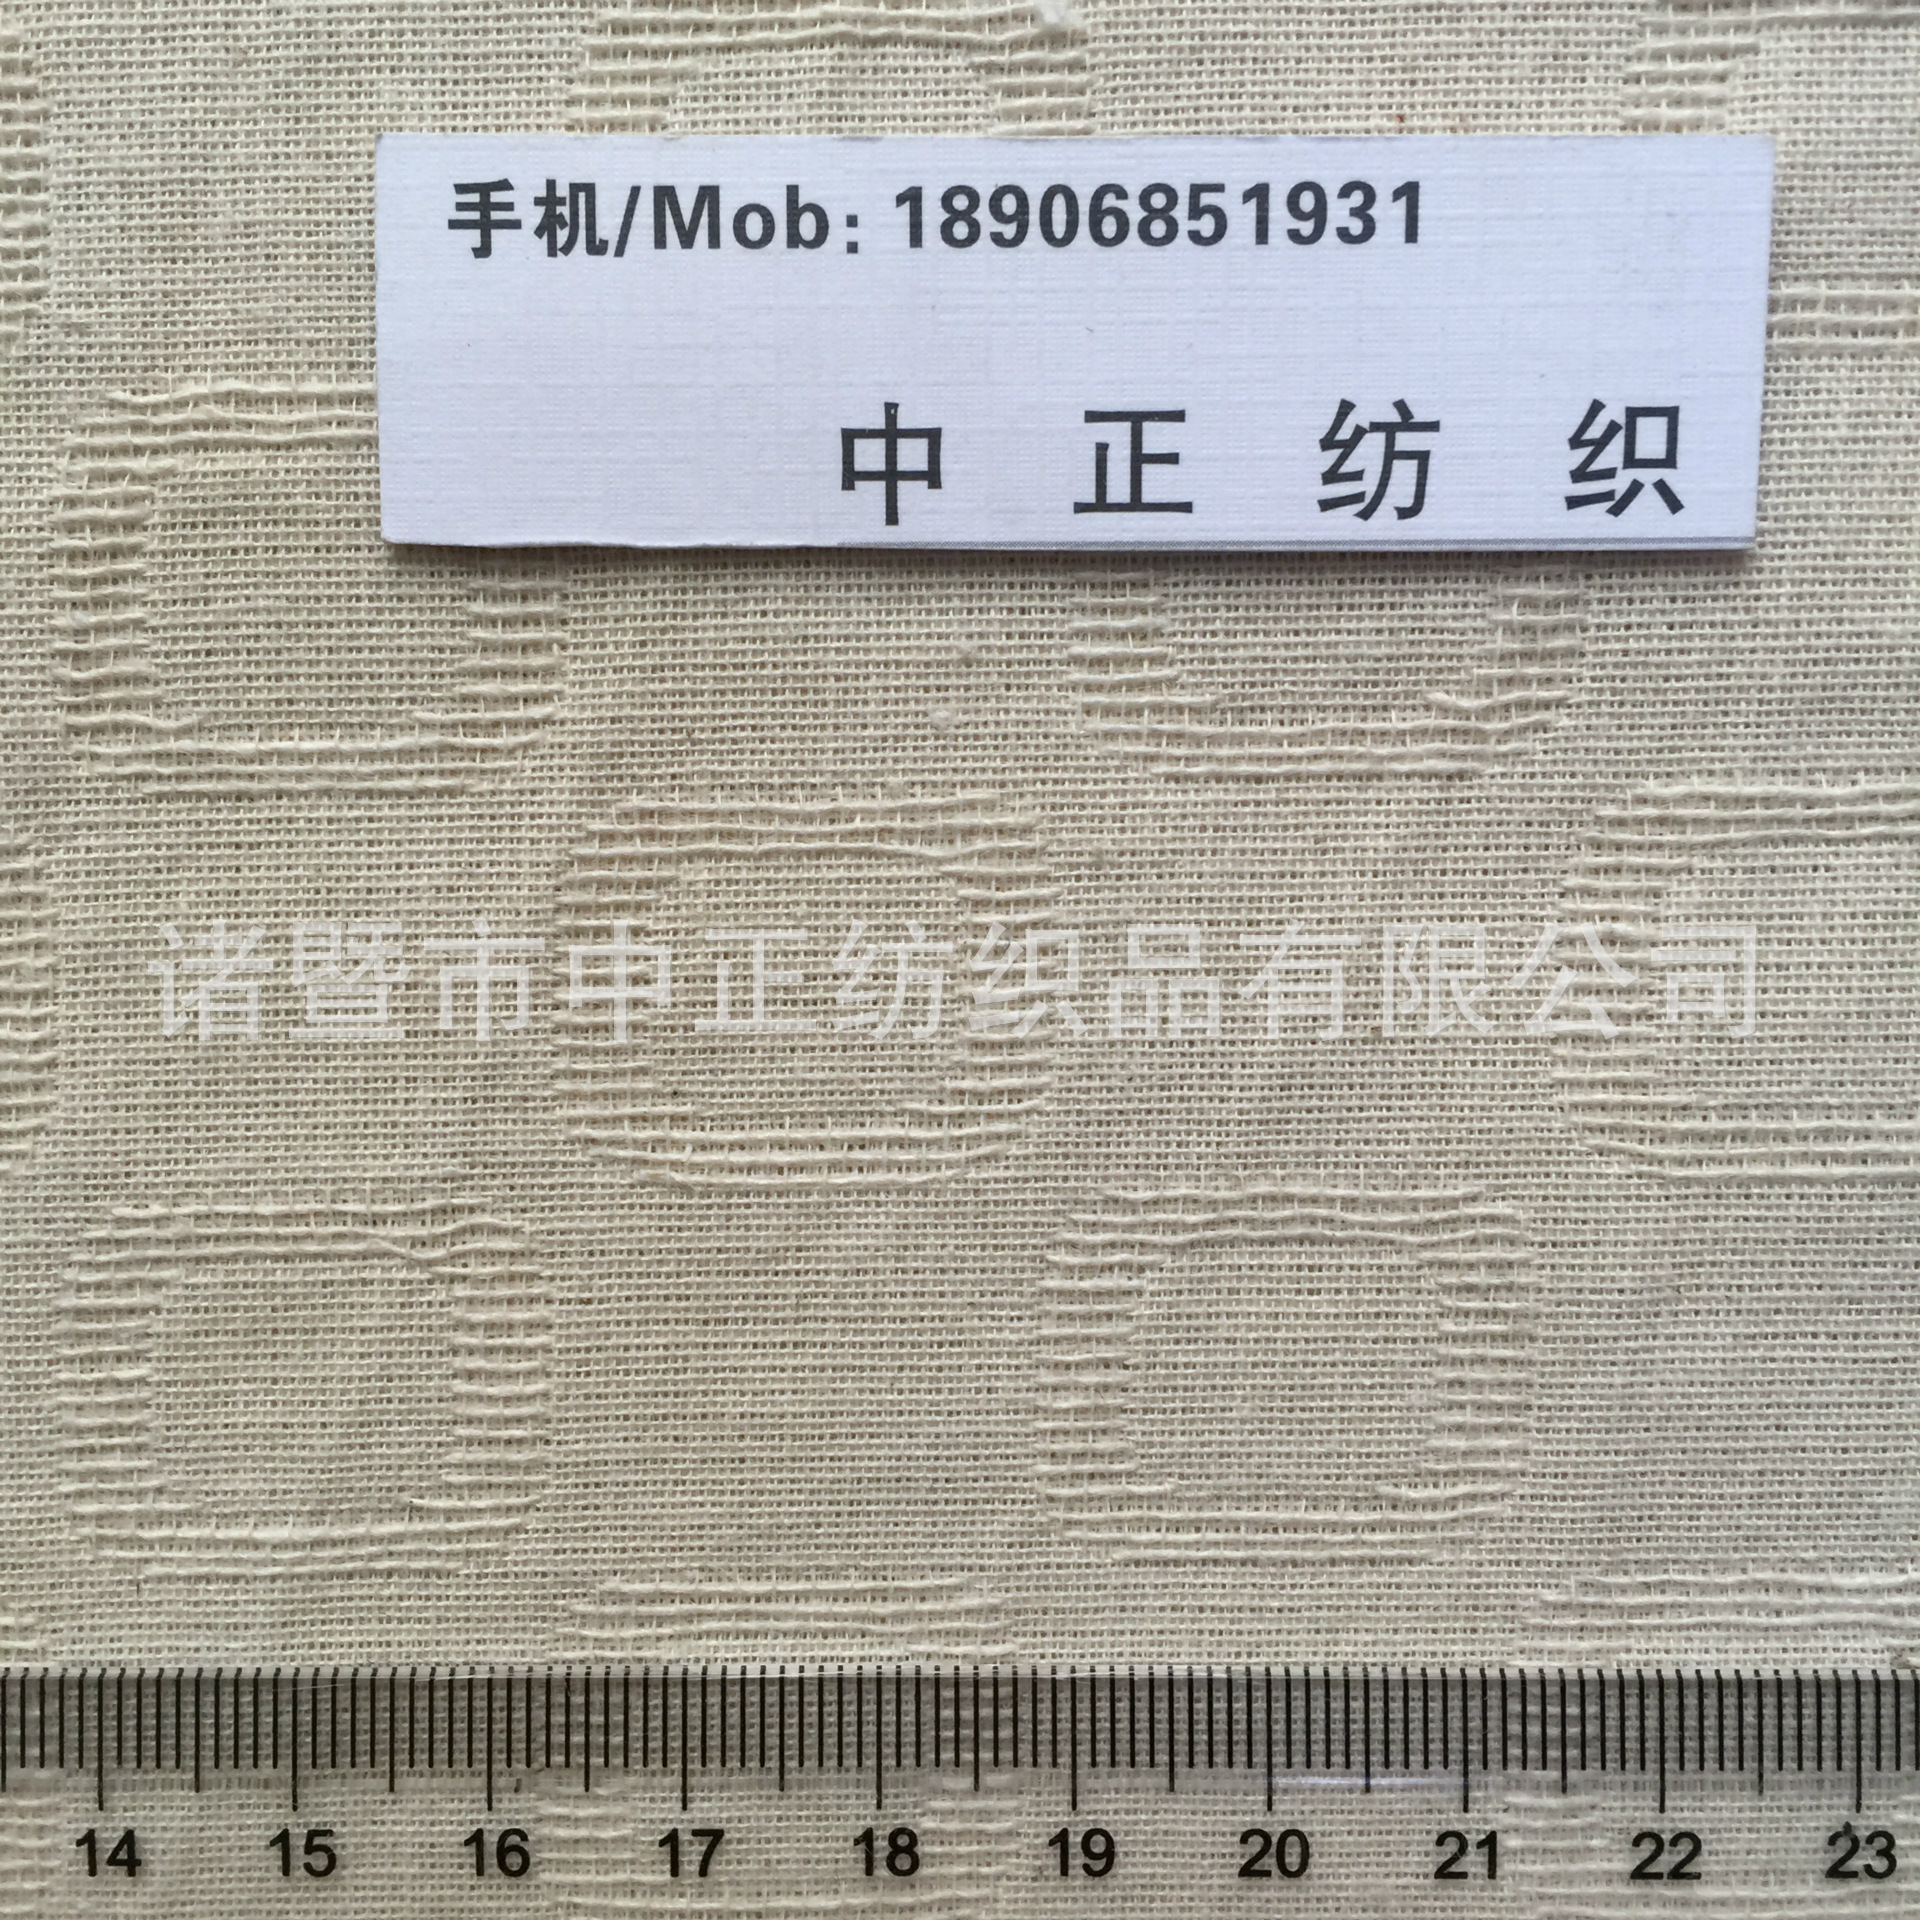 手机/Mob: 18906851931
中正纺织
诸暨市中正纺织品有限公司
14 15 16 17 18 19 20 21 22 23